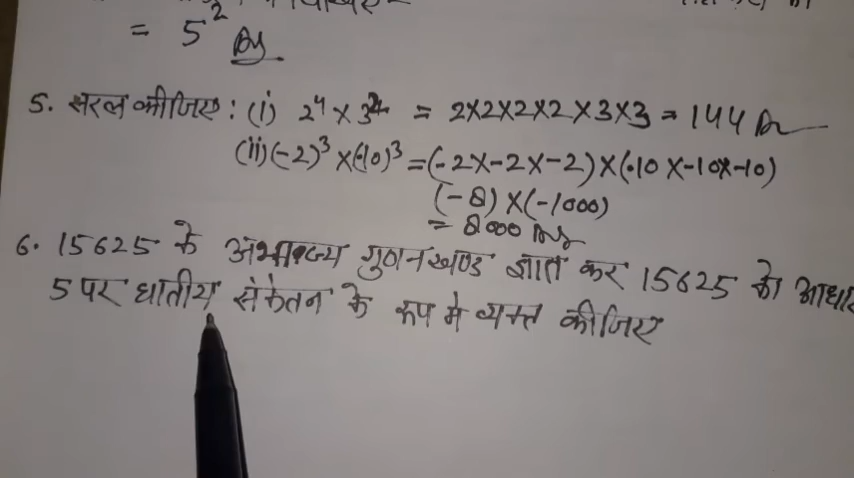 = 5² Ans
5. सरल कीजिए : (i) 2⁴ × 3² = 2×2×2×2×3×3 = 144 An
(ii) (-2)³ × (-10)³ = (-2×-2×-2)×(-10×-10×-10)
(-8) × (-1000)
= 8000 Ans
6. 15625 के अभाज्य गुणनखण्ड ज्ञात कर 15625 को आधार
5 पर घातीय संकेतन के रूप मे व्यक्त कीजिए